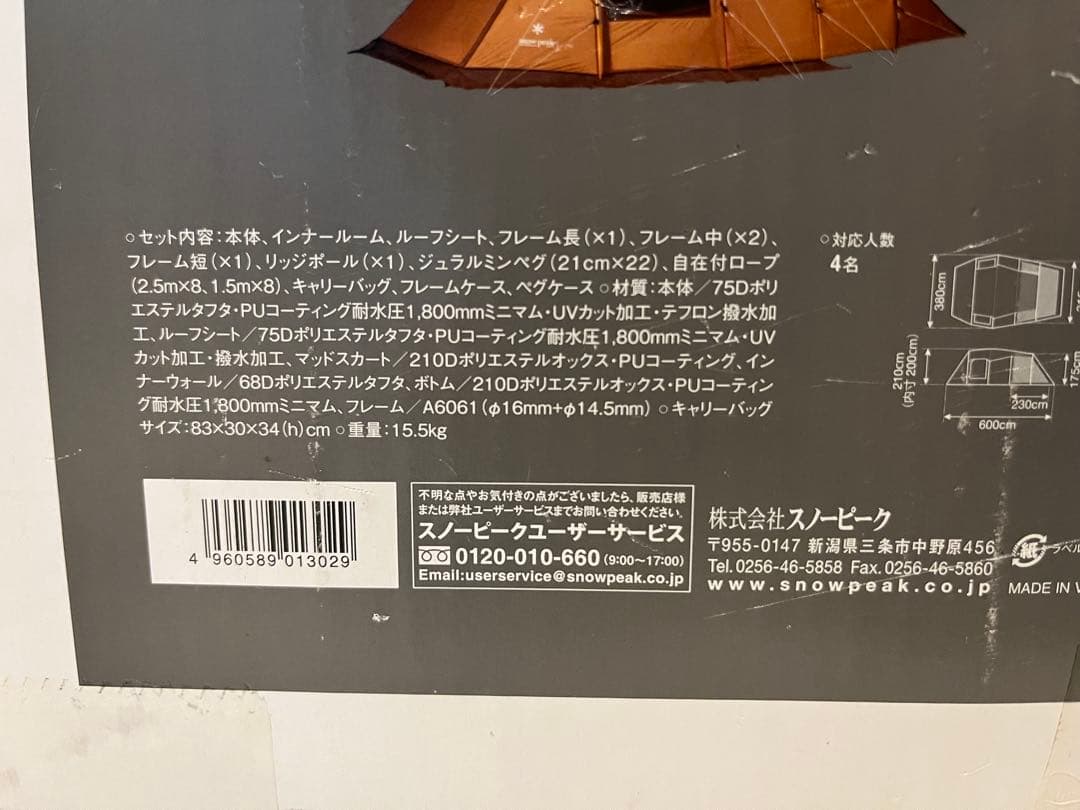 snow peak
○セット内容:本体、インナールーム、ルーフシート、フレーム長(×1)、フレーム中(×2)、
フレーム短(×1)、リッジポール(×1)、ジュラルミンペグ(21cm×22)、自在付ロープ
(2.5m×8、1.5m×8)、キャリーバッグ、フレームケース、ペグケース ○材質:本体/75Dポリ
エステルタフタ・PUコーティング耐水圧1,800mmミニマム・UVカット加工・テフロン撥水加
工、ルーフシート/75Dポリエステルタフタ・PUコーティング耐水圧1,800mmミニマム・UV
カット加工・撥水加工、マッドスカート/210Dポリエステルオックス・PUコーティング、イン
ナーウォール/68Dポリエステルタフタ、ボトム/210Dポリエステルオックス・PUコーティン
グ耐水圧1,800mmミニマム、フレーム/A6061(φ16mm+φ14.5mm) ○キャリーバッグ
サイズ:83×30×34(h)cm ○重量:15.5kg
○対応人数
4名
380cm
210cm
(内寸 200cm)
175cm
230cm
600cm
4 960589 013029
不明な点やお気付きの点がございましたら、販売店様
または弊社ユーザーサービスまでお問い合わせください。
スノーピークユーザーサービス
0120-010-660 (9:00〜17:00)
Email:userservice@snowpeak.co.jp
株式会社スノーピーク
〒955-0147 新潟県三条市中野原456
Tel. 0256-46-5858 Fax. 0256-46-5860
www.snowpeak.co.jp
紙
ラベル
MADE IN